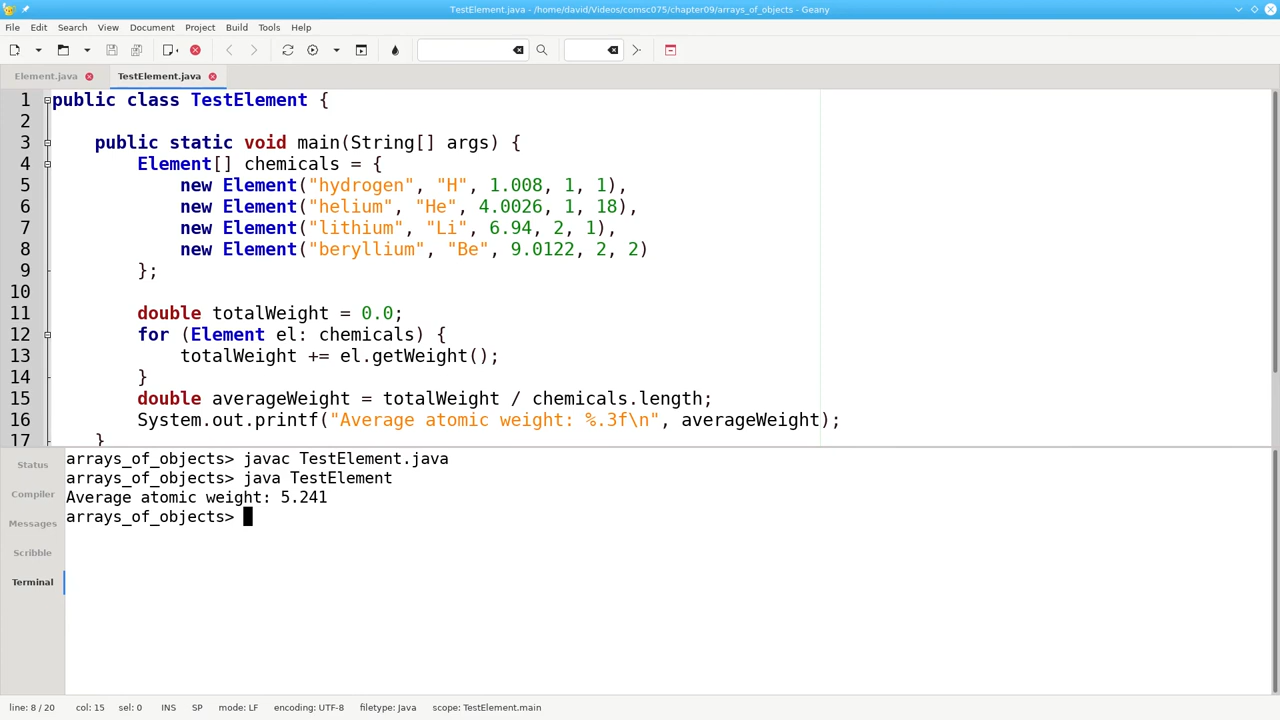 TestElement.java - /home/david/Videos/comsc075/chapter09/arrays_of_objects - Geany
File Edit Search View Document Project Build Tools Help
Element.java TestElement.java
1 public class TestElement {
2
3 public static void main(String[] args) {
4 Element[] chemicals = {
5 new Element("hydrogen", "H", 1.008, 1, 1),
6 new Element("helium", "He", 4.0026, 1, 18),
7 new Element("lithium", "Li", 6.94, 2, 1),
8 new Element("beryllium", "Be", 9.0122, 2, 2)
9 };
10
11 double totalWeight = 0.0;
12 for (Element el: chemicals) {
13 totalWeight += el.getWeight();
14 }
15 double averageWeight = totalWeight / chemicals.length;
16 System.out.printf("Average atomic weight: %.3f\n", averageWeight);
17 }
Status
Compiler
Messages
Scribble
Terminal
arrays_of_objects> javac TestElement.java
arrays_of_objects> java TestElement
Average atomic weight: 5.241
arrays_of_objects>
line: 8 / 20 col: 15 sel: 0 INS SP mode: LF encoding: UTF-8 filetype: Java scope: TestElement.main